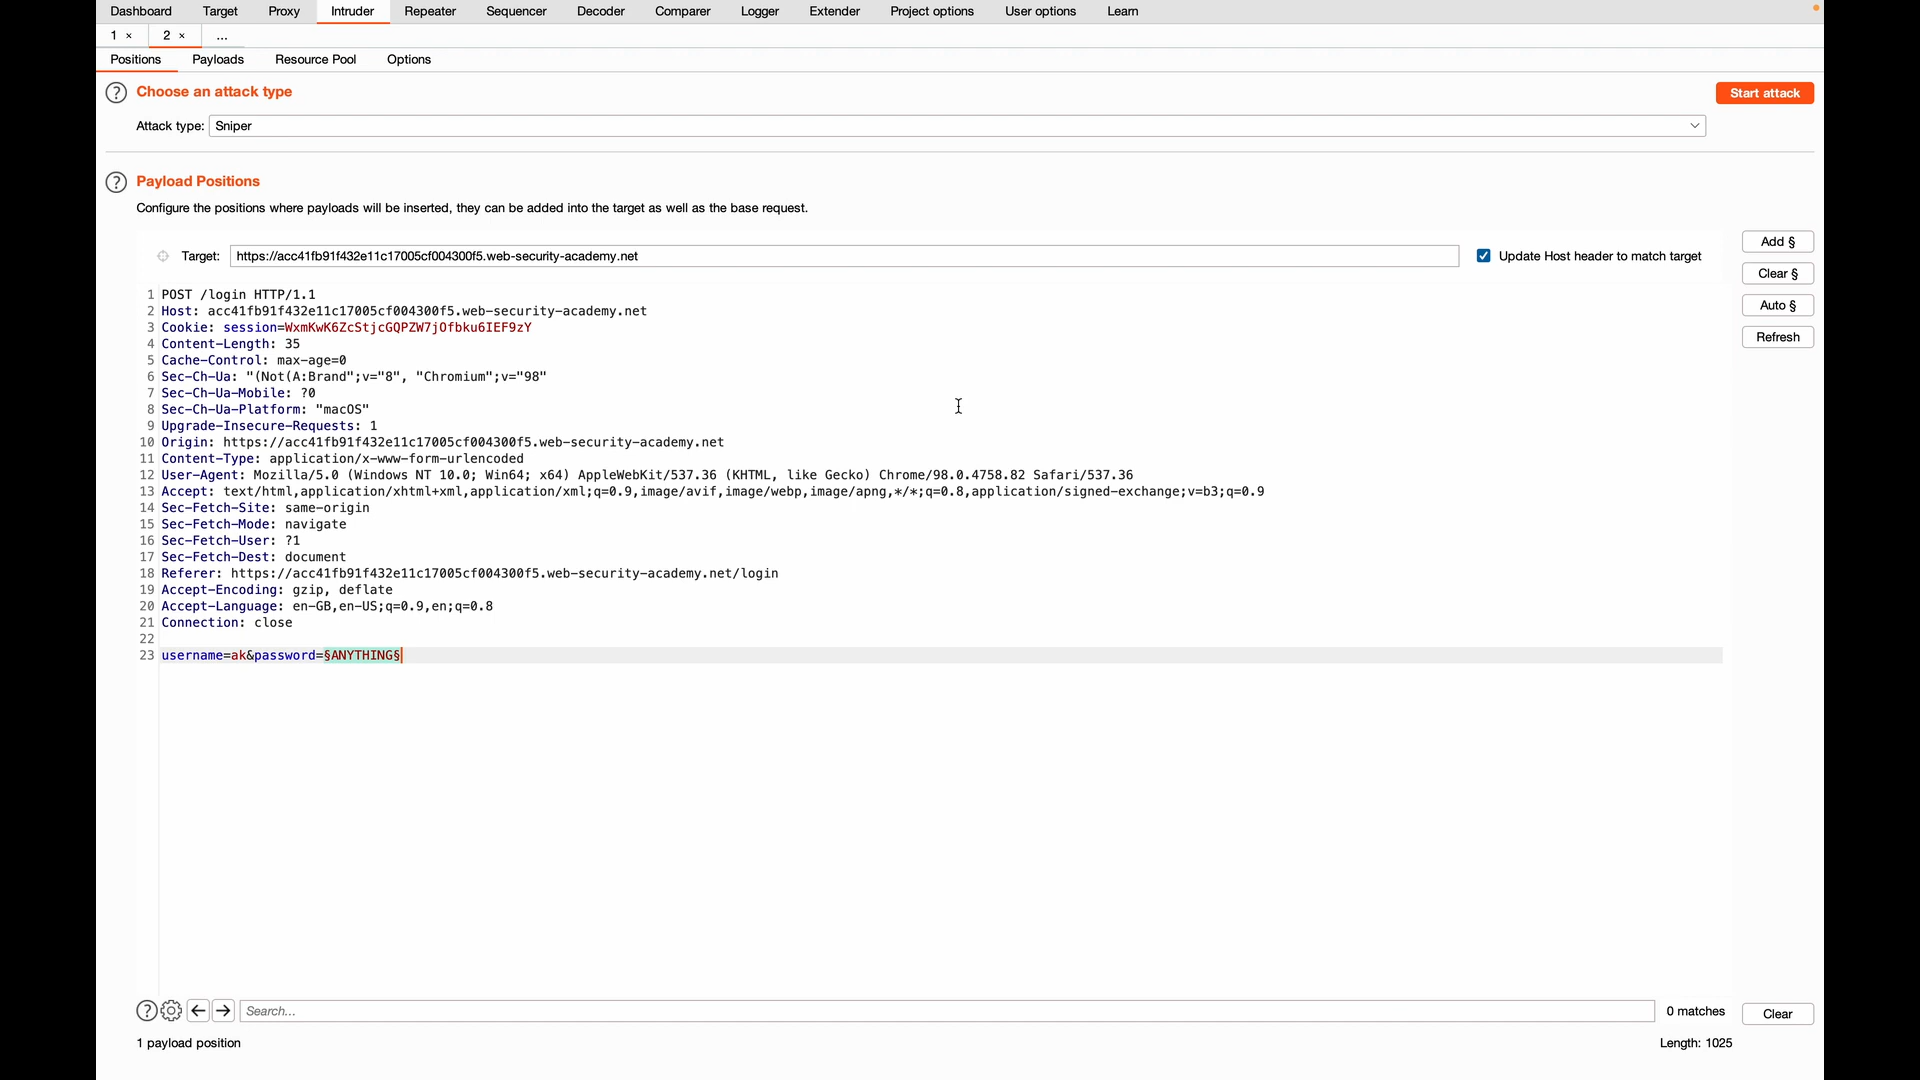 Dashboard Target Proxy Intruder Repeater Sequencer Decoder Comparer Logger Extender Project options User options Learn
1 × 2 × ...
Positions Payloads Resource Pool Options
? Choose an attack type Start attack
Attack type: Sniper
? Payload Positions
Configure the positions where payloads will be inserted, they can be added into the target as well as the base request.
Add §
Target: https://acc41fb91f432e11c17005cf004300f5.web-security-academy.net Update Host header to match target
Clear §
Auto §
Refresh
1 POST /login HTTP/1.1
2 Host: acc41fb91f432e11c17005cf004300f5.web-security-academy.net
3 Cookie: session=WxmKwK6ZcStjcGQPZW7jOfbku6IEF9zY
4 Content-Length: 35
5 Cache-Control: max-age=0
6 Sec-Ch-Ua: "(Not(A:Brand";v="8", "Chromium";v="98"
7 Sec-Ch-Ua-Mobile: ?0
8 Sec-Ch-Ua-Platform: "macOS"
9 Upgrade-Insecure-Requests: 1
10 Origin: https://acc41fb91f432e11c17005cf004300f5.web-security-academy.net
11 Content-Type: application/x-www-form-urlencoded
12 User-Agent: Mozilla/5.0 (Windows NT 10.0; Win64; x64) AppleWebKit/537.36 (KHTML, like Gecko) Chrome/98.0.4758.82 Safari/537.36
13 Accept: text/html,application/xhtml+xml,application/xml;q=0.9,image/avif,image/webp,image/apng,*/*;q=0.8,application/signed-exchange;v=b3;q=0.9
14 Sec-Fetch-Site: same-origin
15 Sec-Fetch-Mode: navigate
16 Sec-Fetch-User: ?1
17 Sec-Fetch-Dest: document
18 Referer: https://acc41fb91f432e11c17005cf004300f5.web-security-academy.net/login
19 Accept-Encoding: gzip, deflate
20 Accept-Language: en-GB,en-US;q=0.9,en;q=0.8
21 Connection: close
22
23 username=ak&password=§ANYTHING§
? Search... 0 matches Clear
1 payload position Length: 1025